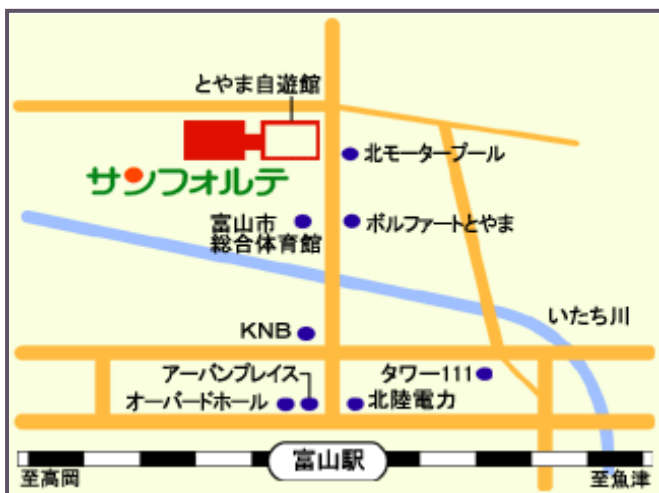 とやま自遊館
北モータープール
サンフォルテ
富山市
総合体育館
ボルファートとやま
いたち川
KNB
アーバンプレイス
タワー111
オーバードホール
北陸電力
富山駅
至高岡
至魚津